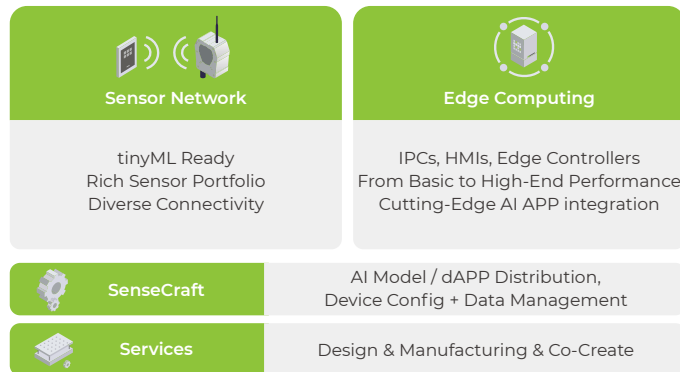 Sensor Network
tinyML Ready
Rich Sensor Portfolio
Diverse Connectivity
Edge Computing
IPCs, HMIs, Edge Controllers
From Basic to High-End Performance
Cutting-Edge AI APP integration
SenseCraft
AI Model / dAPP Distribution,
Device Config + Data Management
Services
Design & Manufacturing & Co-Create